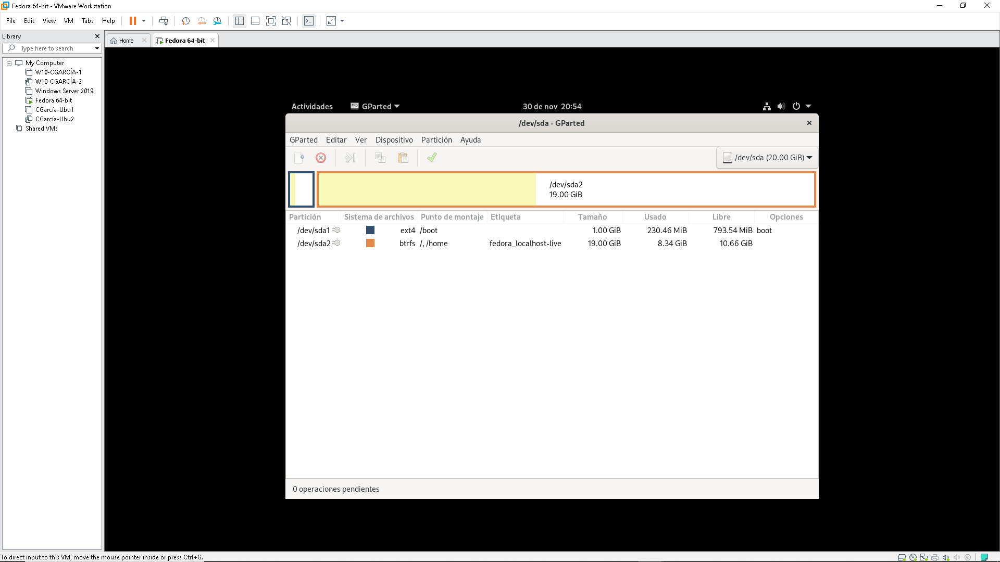 Fedora 64-bit - VMware Workstation
File Edit View VM Tabs Help
Library
Home
Fedora 64-bit
Type here to search
My Computer
W10-CGARCÍA-1
W10-CGARCÍA-2
Windows Server 2019
Fedora 64-bit
CGarcía-Ubu1
CGarcía-Ubu2
Shared VMs
Actividades GParted 30 de nov 20:54
/dev/sda - GParted
GParted Editar Ver Dispositivo Partición Ayuda
/dev/sda (20.00 GiB)
/dev/sda2
19.00 GiB
Partición Sistema de archivos Punto de montaje Etiqueta Tamaño Usado Libre Opciones
/dev/sda1 ext4 /boot 1.00 GiB 230.46 MiB 793.54 MiB boot
/dev/sda2 btrfs /, /home fedora_localhost-live 19.00 GiB 8.34 GiB 10.66 GiB
0 operaciones pendientes
To direct input to this VM, move the mouse pointer inside or press Ctrl+G.